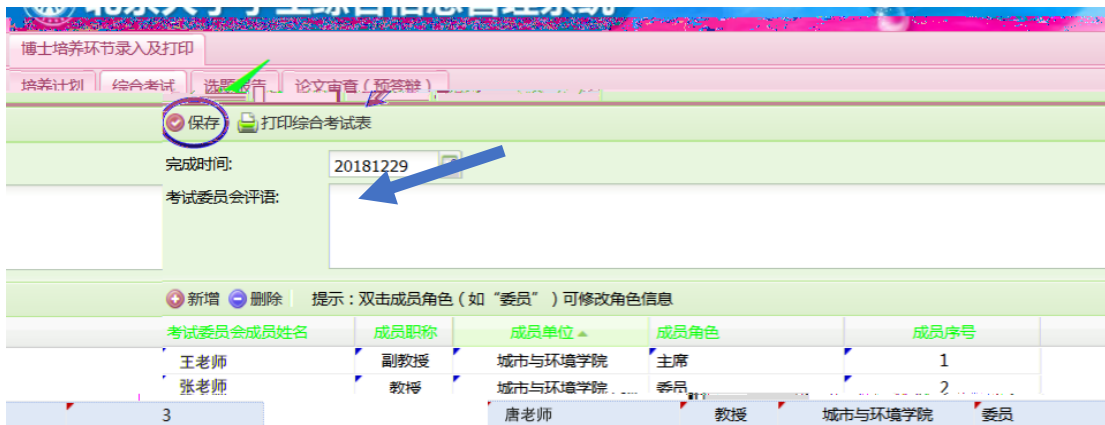 博士培养环节录入及打印
培养计划 综合考试 选题报告 论文审查（预答辩）
保存 打印综合考试表
完成时间: 20181229
考试委员会评语:
新增 删除 提示：双击成员角色（如“委员”）可修改角色信息
考试委员会成员姓名 成员职称 成员单位 成员角色 成员序号
王老师 副教授 城市与环境学院 主席 1
张老师 教授 城市与环境学院 委员 2
3 唐老师 教授 城市与环境学院 委员